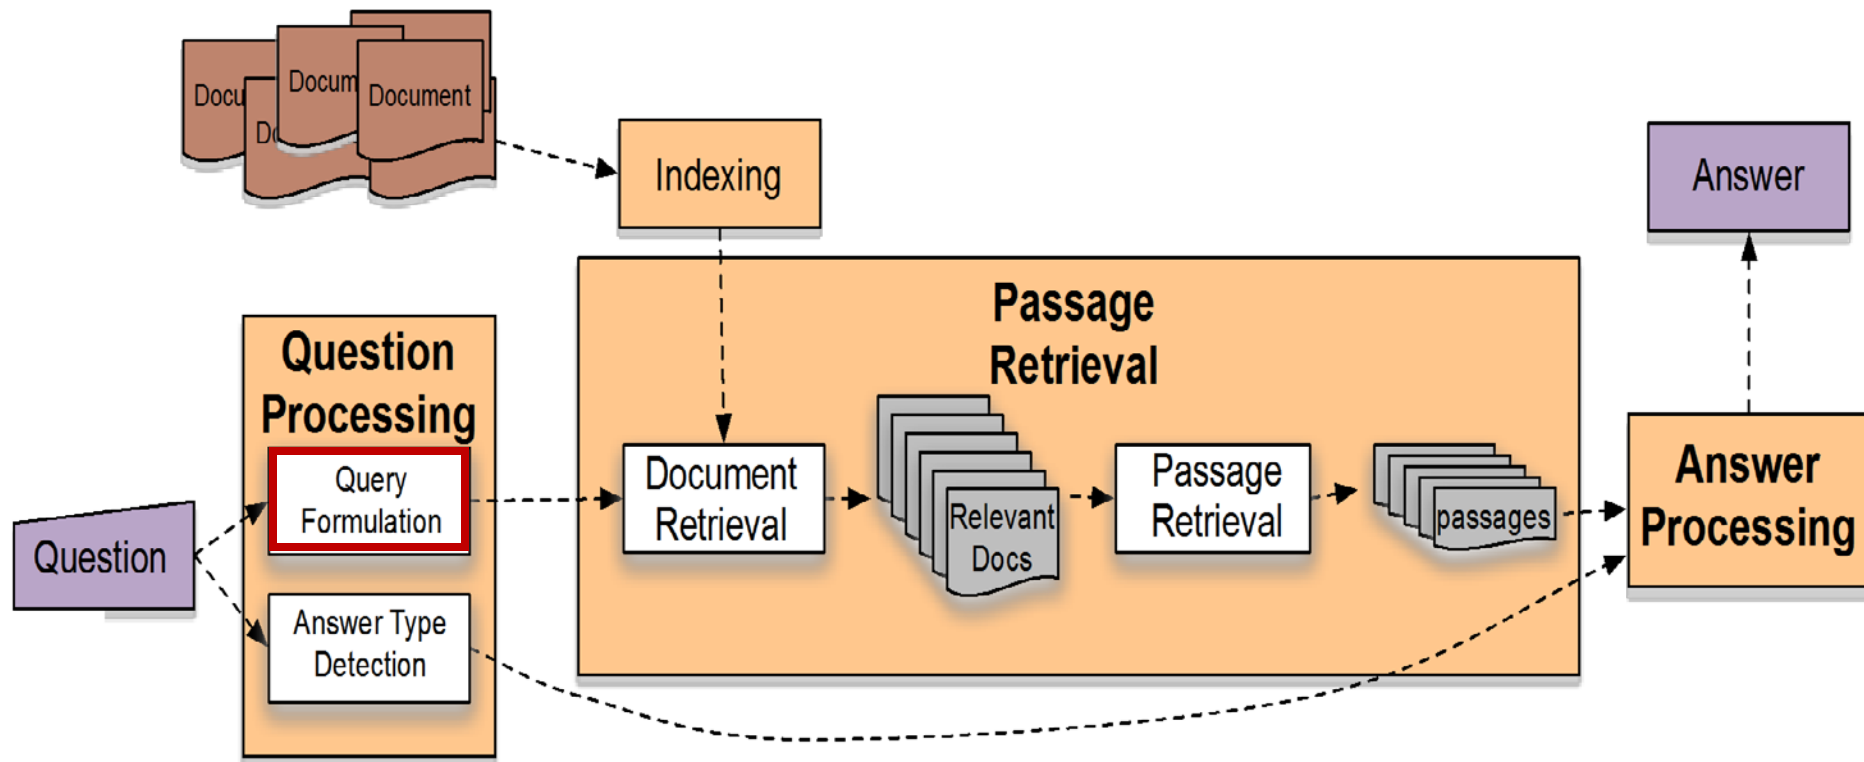 Docu
Docum
Document
Do
Indexing
Answer
Passage
Retrieval
Question
Processing
Query
Formulation
Document
Retrieval
Relevant
Docs
Passage
Retrieval
passages
Answer
Processing
Question
Answer Type
Detection